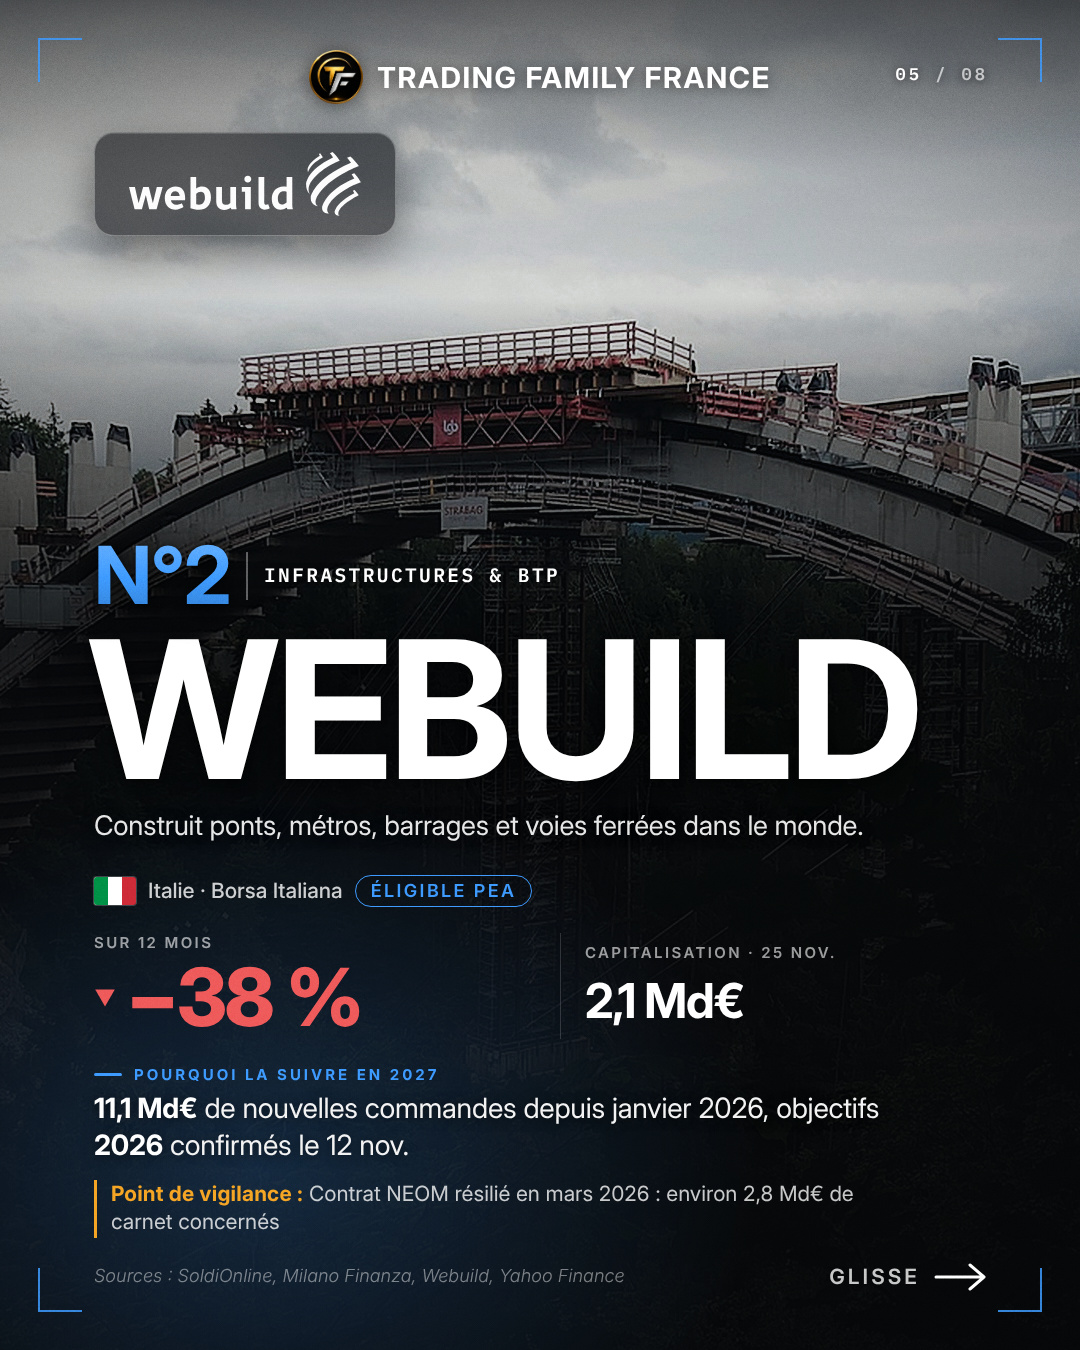 TF
TRADING FAMILY FRANCE
05 / 08
webuild
STRABAG
N°2
INFRASTRUCTURES & BTP
WEBUILD
Construit ponts, métros, barrages et voies ferrées dans le monde.
Italie · Borsa Italiana
ÉLIGIBLE PEA
SUR 12 MOIS
▼ –38 %
CAPITALISATION · 25 NOV.
2,1 Md€
POURQUOI LA SUIVRE EN 2027
11,1 Md€ de nouvelles commandes depuis janvier 2026, objectifs
2026 confirmés le 12 nov.
Point de vigilance : Contrat NEOM résilié en mars 2026 : environ 2,8 Md€ de
carnet concernés
Sources : SoldiOnline, Milano Finanza, Webuild, Yahoo Finance
GLISSE →